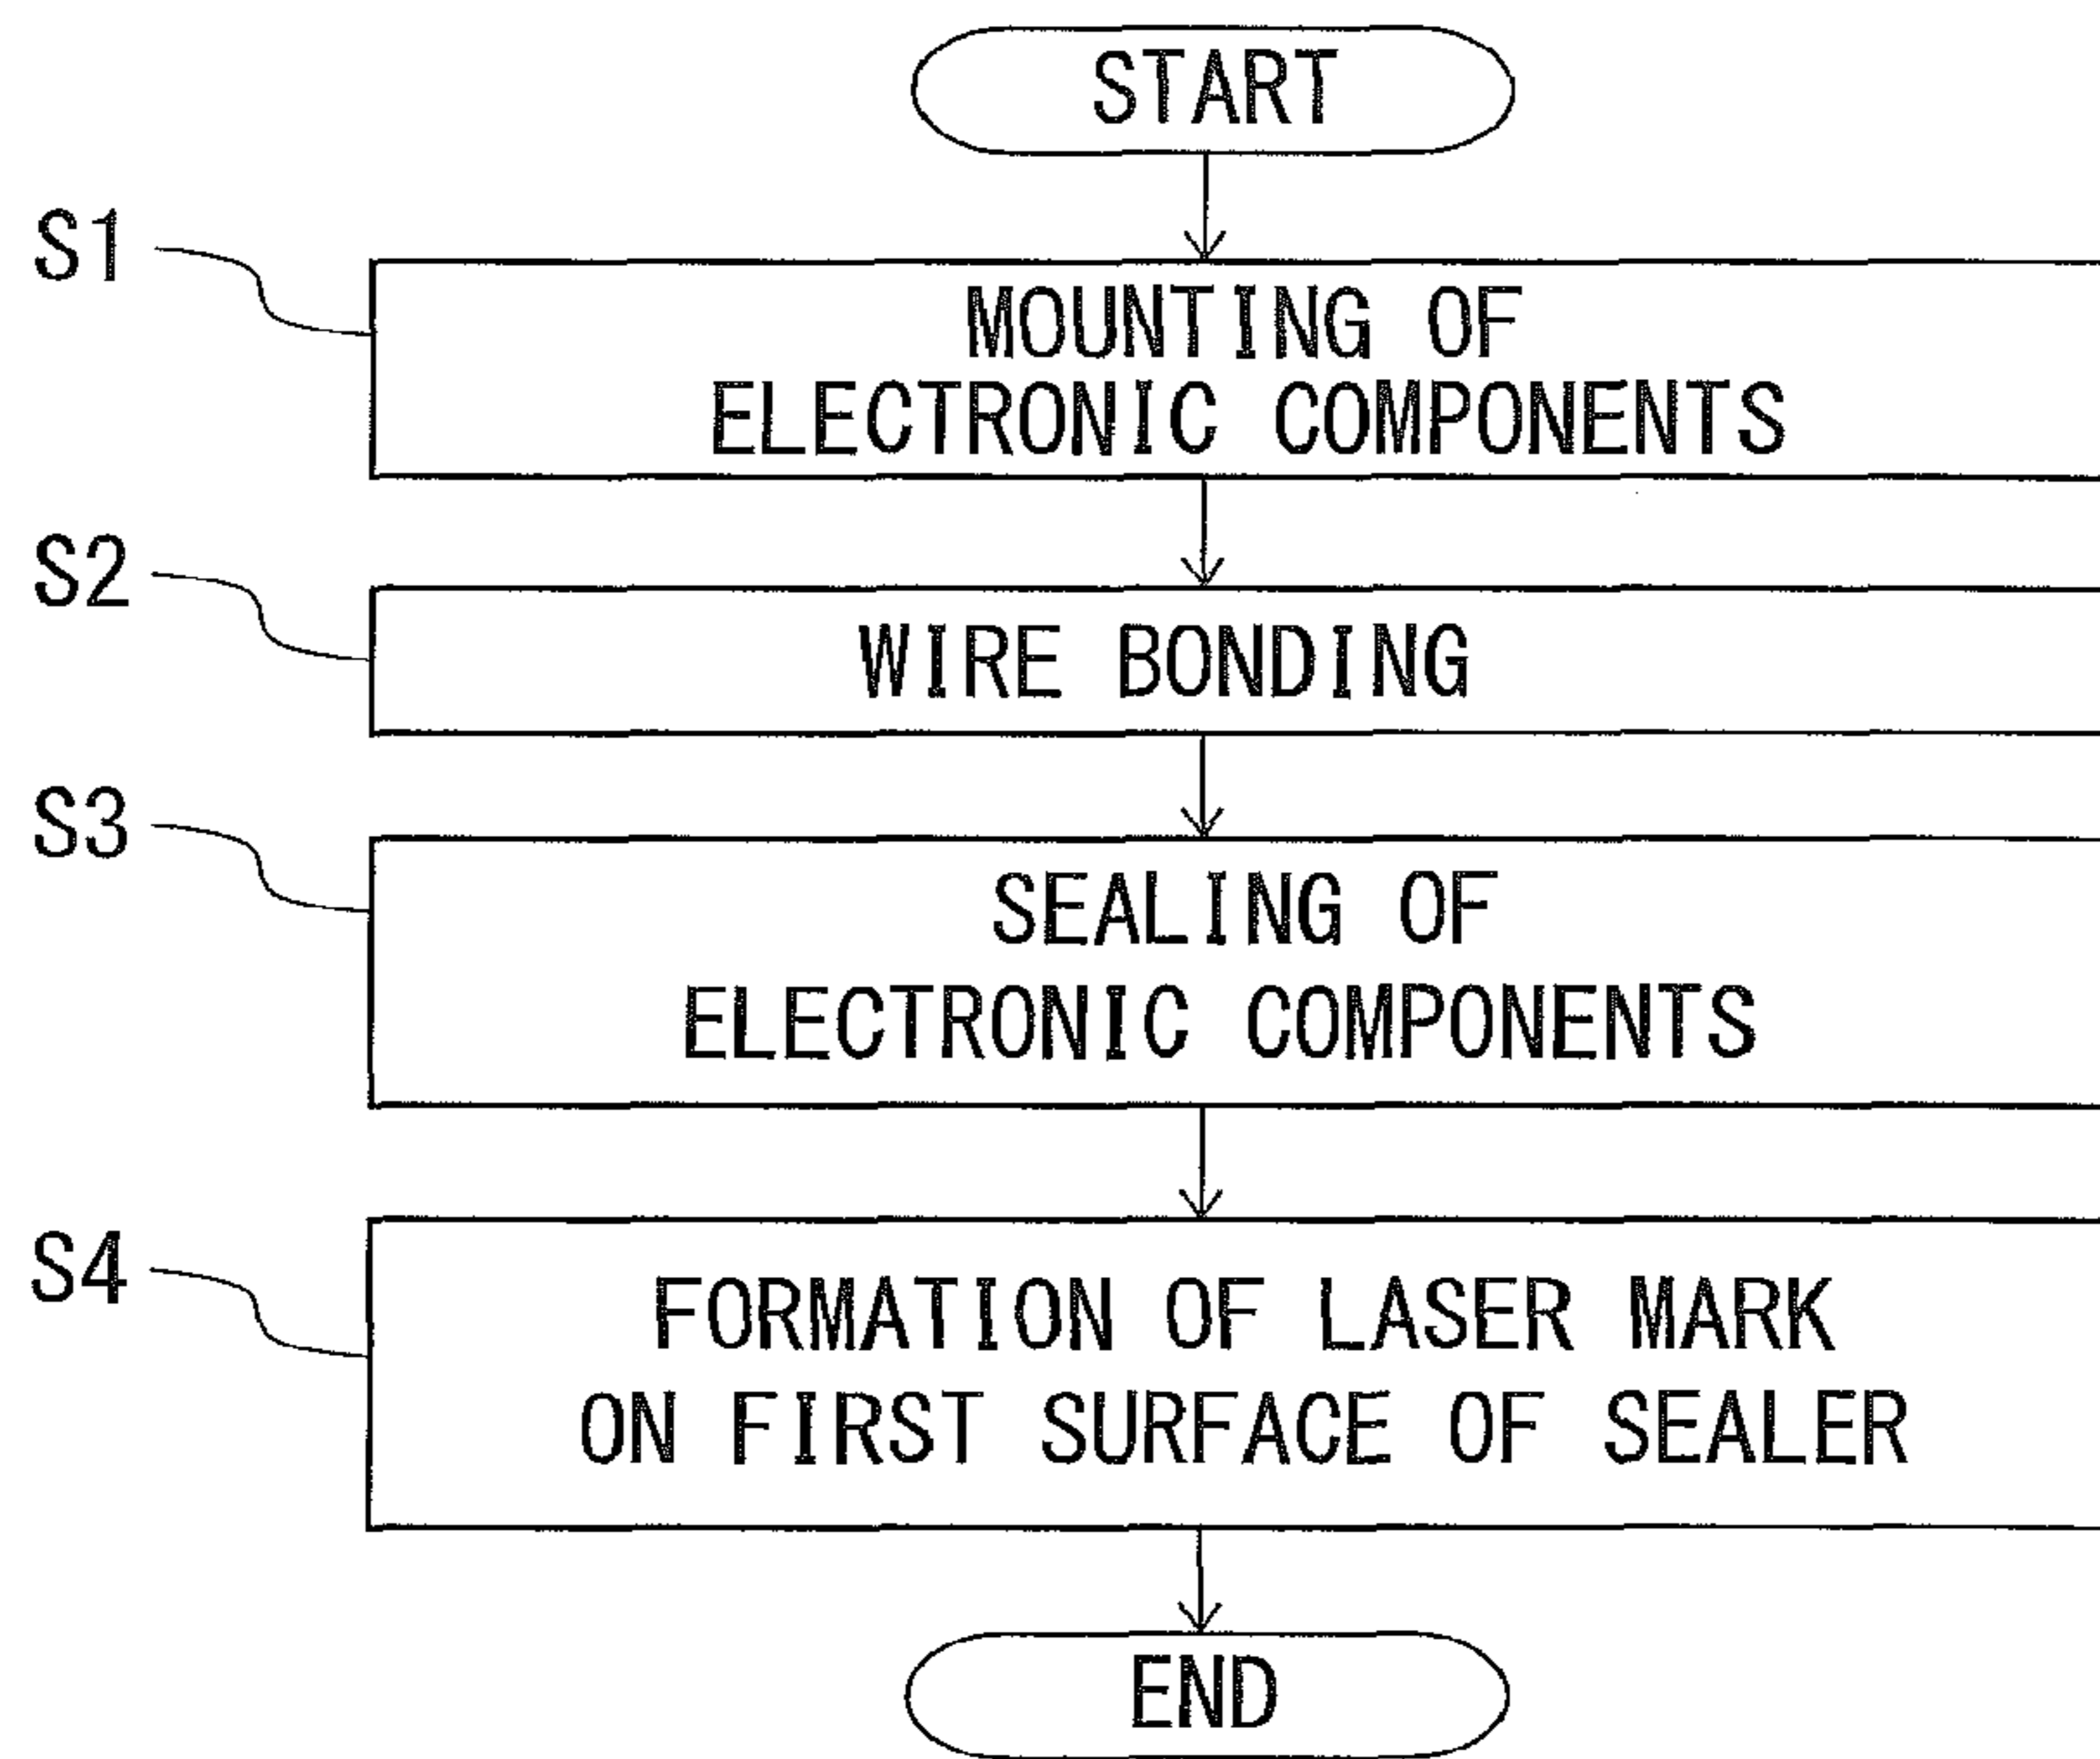 START
S1
MOUNTING OF
ELECTRONIC COMPONENTS
S2
WIRE BONDING
S3
SEALING OF
ELECTRONIC COMPONENTS
S4
FORMATION OF LASER MARK
ON FIRST SURFACE OF SEALER
END